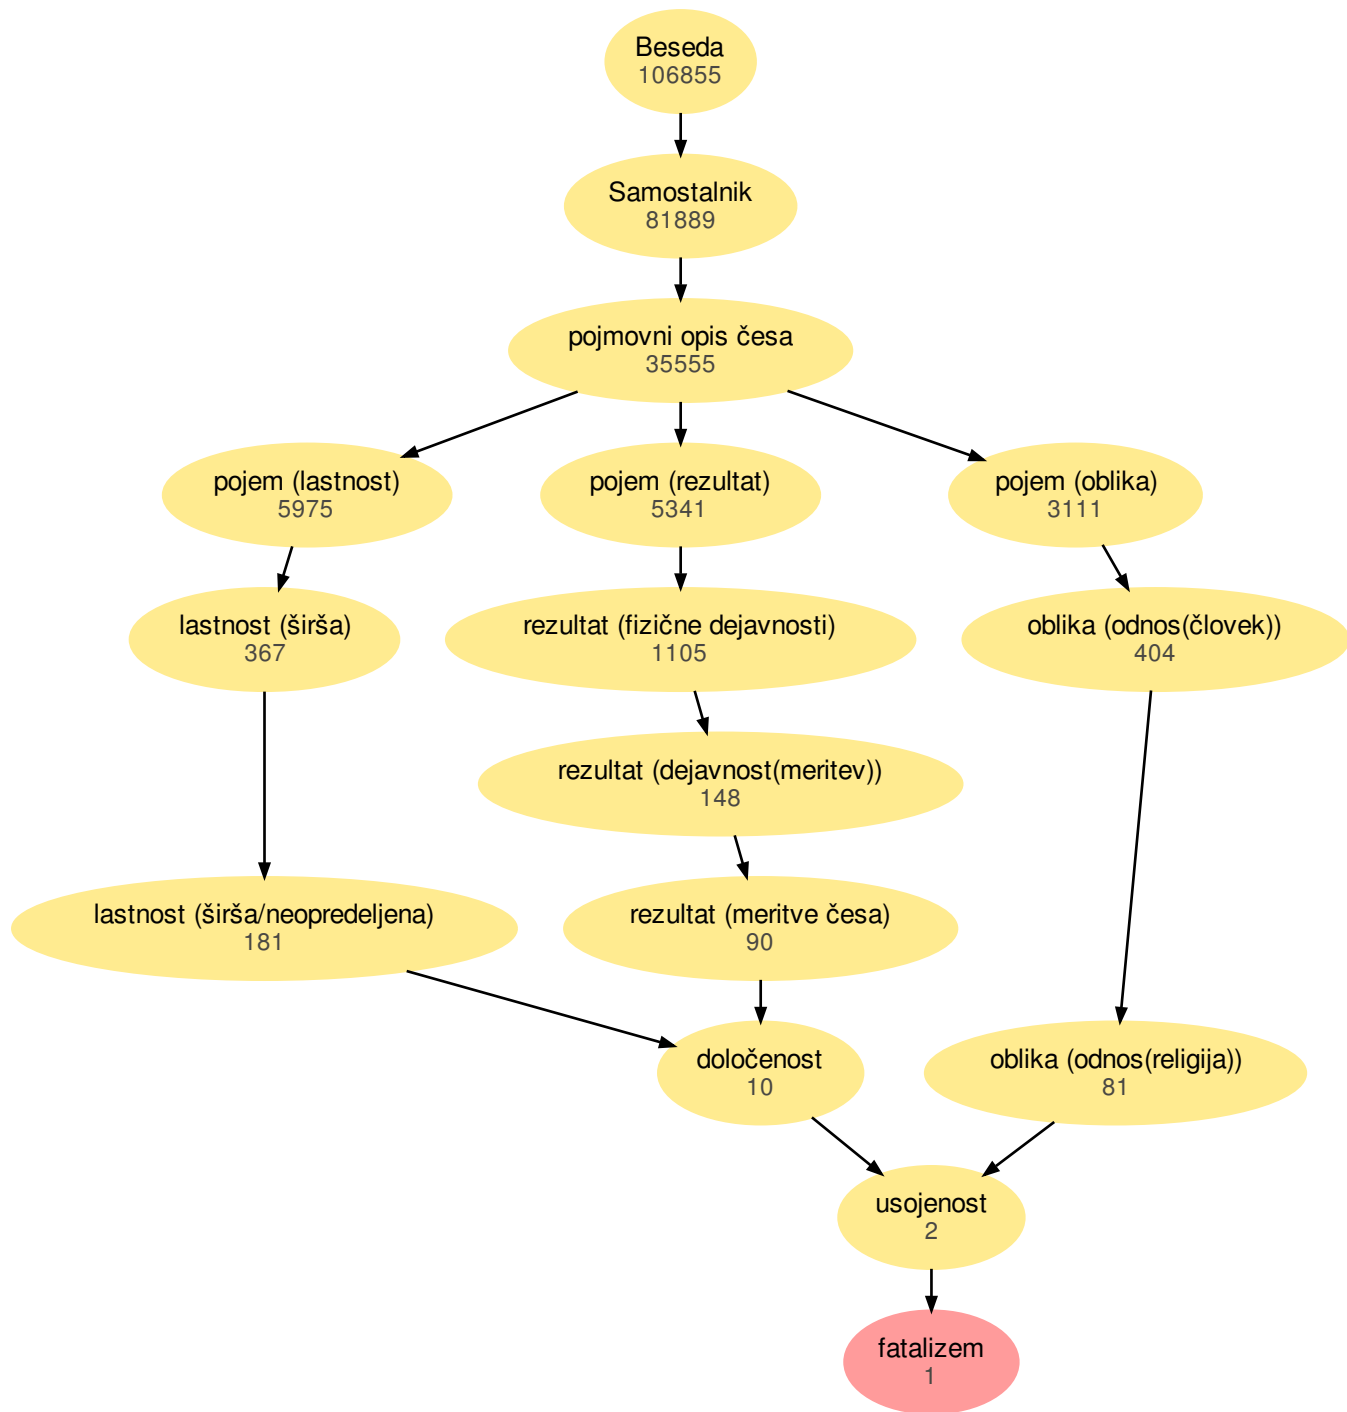 Beseda
106855
Samostalnik
81889
pojmovni opis česa
35555
pojem (lastnost)
5975
pojem (rezultat)
5341
pojem (oblika)
3111
lastnost (širša)
367
rezultat (fizične dejavnosti)
1105
oblika (odnos(človek))
404
rezultat (dejavnost(meritev))
148
lastnost (širša/neopredeljena)
181
rezultat (meritve česa)
90
določenost
10
oblika (odnos(religija))
81
usojenost
2
fatalizem
1